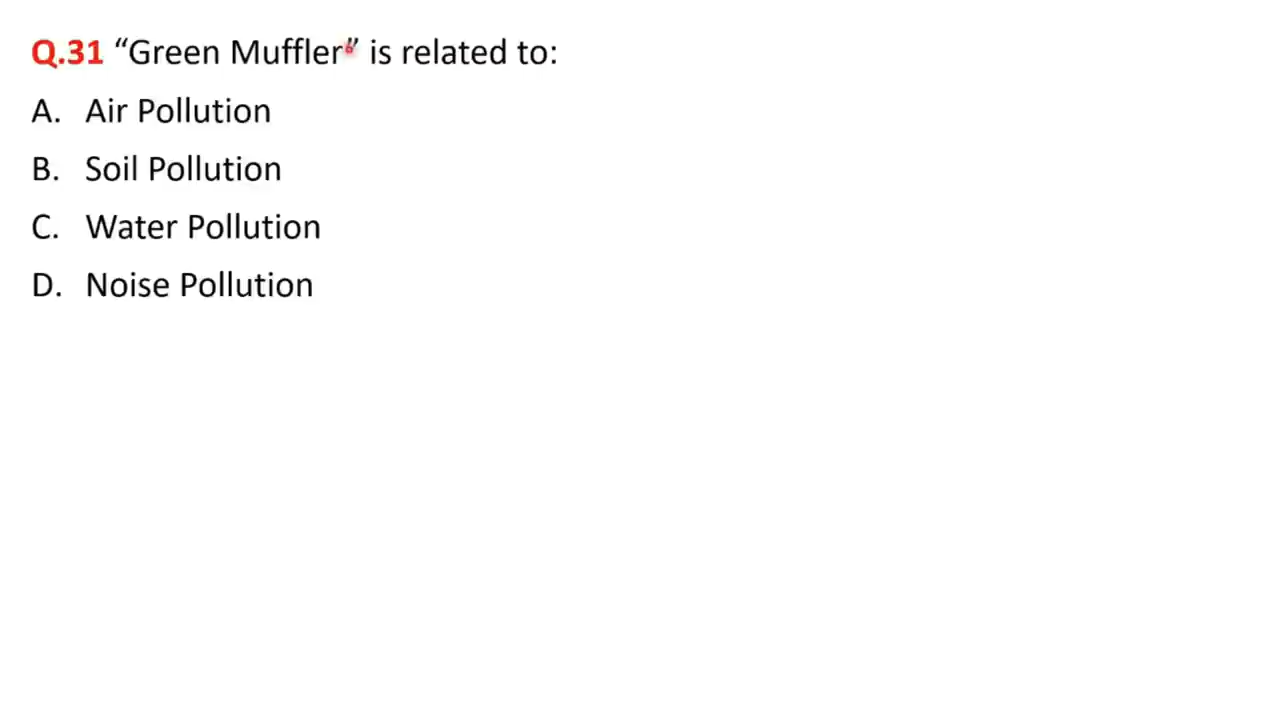 Q.31 “Green Muffler” is related to:
A. Air Pollution
B. Soil Pollution
C. Water Pollution
D. Noise Pollution